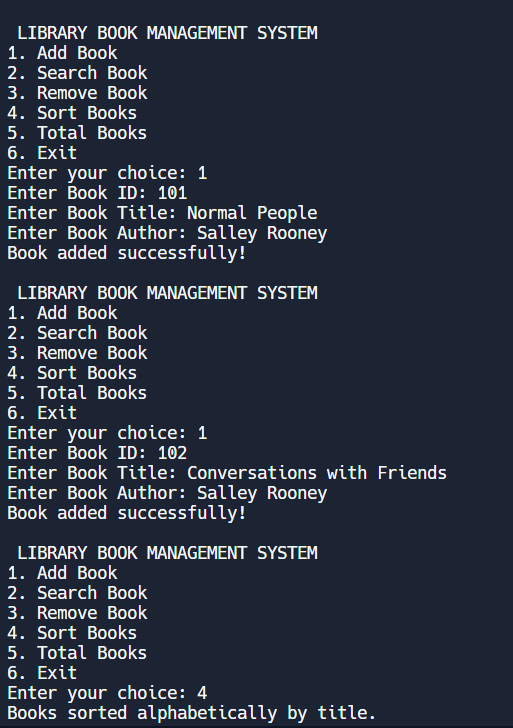 LIBRARY BOOK MANAGEMENT SYSTEM
1. Add Book
2. Search Book
3. Remove Book
4. Sort Books
5. Total Books
6. Exit
Enter your choice: 1
Enter Book ID: 101
Enter Book Title: Normal People
Enter Book Author: Salley Rooney
Book added successfully!
LIBRARY BOOK MANAGEMENT SYSTEM
1. Add Book
2. Search Book
3. Remove Book
4. Sort Books
5. Total Books
6. Exit
Enter your choice: 1
Enter Book ID: 102
Enter Book Title: Conversations with Friends
Enter Book Author: Salley Rooney
Book added successfully!
LIBRARY BOOK MANAGEMENT SYSTEM
1. Add Book
2. Search Book
3. Remove Book
4. Sort Books
5. Total Books
6. Exit
Enter your choice: 4
Books sorted alphabetically by title.